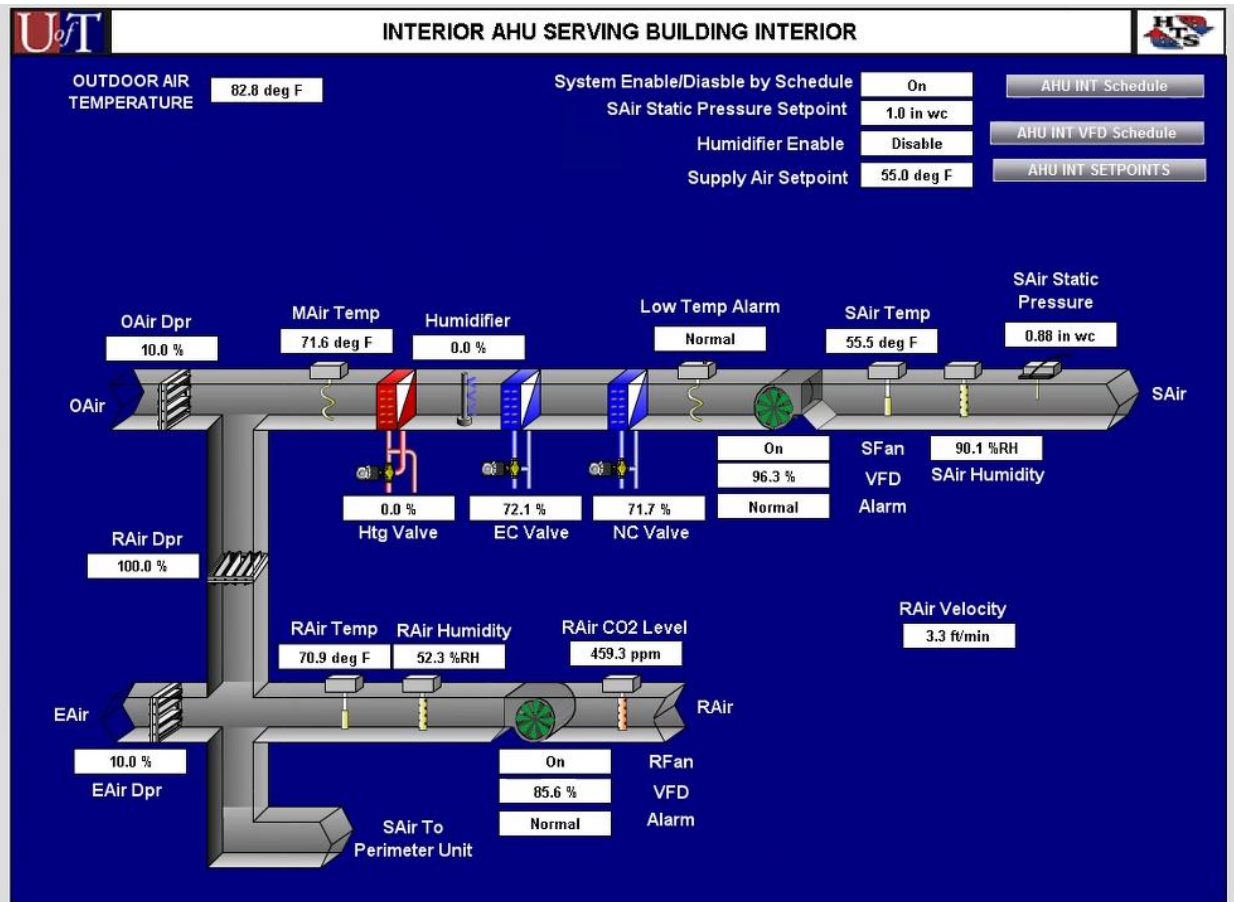 UofT
INTERIOR AHU SERVING BUILDING INTERIOR
HTS
OUTDOOR AIR
TEMPERATURE
82.8 deg F
System Enable/Diasble by Schedule
On
AHU INT Schedule
SAir Static Pressure Setpoint
1.0 in wc
AHU INT VFD Schedule
Humidifier Enable
Disable
AHU INT SETPOINTS
Supply Air Setpoint
55.0 deg F
OAir Dpr
10.0 %
MAir Temp
71.6 deg F
Humidifier
0.0 %
Low Temp Alarm
Normal
SAir Temp
55.5 deg F
SAir Static
Pressure
0.88 in wc
OAir
SAir
0.0 %
Htg Valve
72.1 %
EC Valve
71.7 %
NC Valve
On
SFan
96.3 %
VFD
Normal
Alarm
90.1 %RH
SAir Humidity
RAir Dpr
100.0 %
RAir Temp
70.9 deg F
RAir Humidity
52.3 %RH
RAir CO2 Level
459.3 ppm
RAir Velocity
3.3 ft/min
EAir
RAir
10.0 %
EAir Dpr
On
RFan
85.6 %
VFD
Normal
Alarm
SAir To
Perimeter Unit